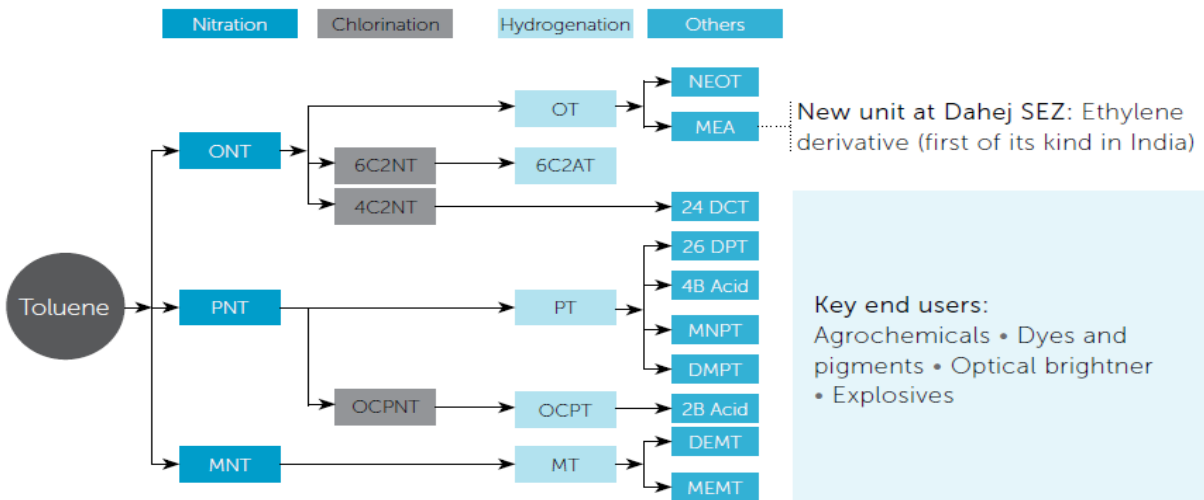 Nitration
Chlorination
Hydrogenation
Others
NEOT
OT
MEA
New unit at Dahej SEZ: Ethylene
derivative (first of its kind in India)
ONT
6C2NT
6C2AT
4C2NT
24 DCT
26 DPT
4B Acid
Toluene
PNT
PT
MNPT
DMPT
Key end users:
Agrochemicals • Dyes and
pigments • Optical brightner
• Explosives
OCPNT
OCPT
2B Acid
DEMT
MNT
MT
MEMT